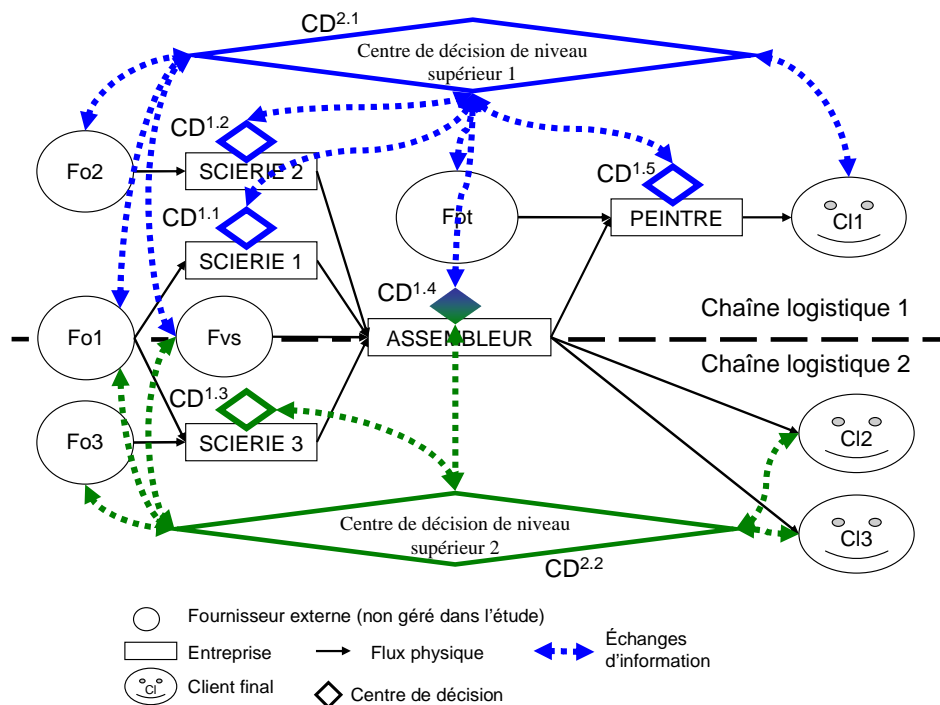 CD2.1
Centre de décision de niveau
supérieur 1
CD1.2
Fo2
SCIERIE 2
CD1.1
SCIERIE 1
CD1.5
Fpt
PEINTRE
Cl1
CD1.4
Chaîne logistique 1
Fo1
Fvs
ASSEMBLEUR
Chaîne logistique 2
CD1.3
Fo3
SCIERIE 3
Cl2
Centre de décision de niveau
supérieur 2
Cl3
CD2.2
Fournisseur externe (non géré dans l'étude)
Entreprise
Flux physique
Échanges
d'information
Cl
Client final
Centre de décision